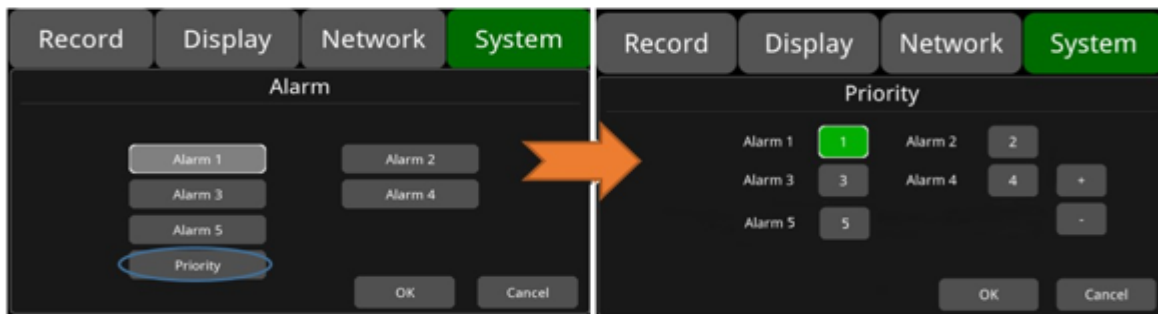 Record Display Network System
Alarm
Alarm 1 Alarm 2
Alarm 3 Alarm 4
Alarm 5
Priority
OK Cancel
Record Display Network System
Priority
Alarm 1 1 Alarm 2 2
Alarm 3 3 Alarm 4 4 +
Alarm 5 5 -
OK Cancel